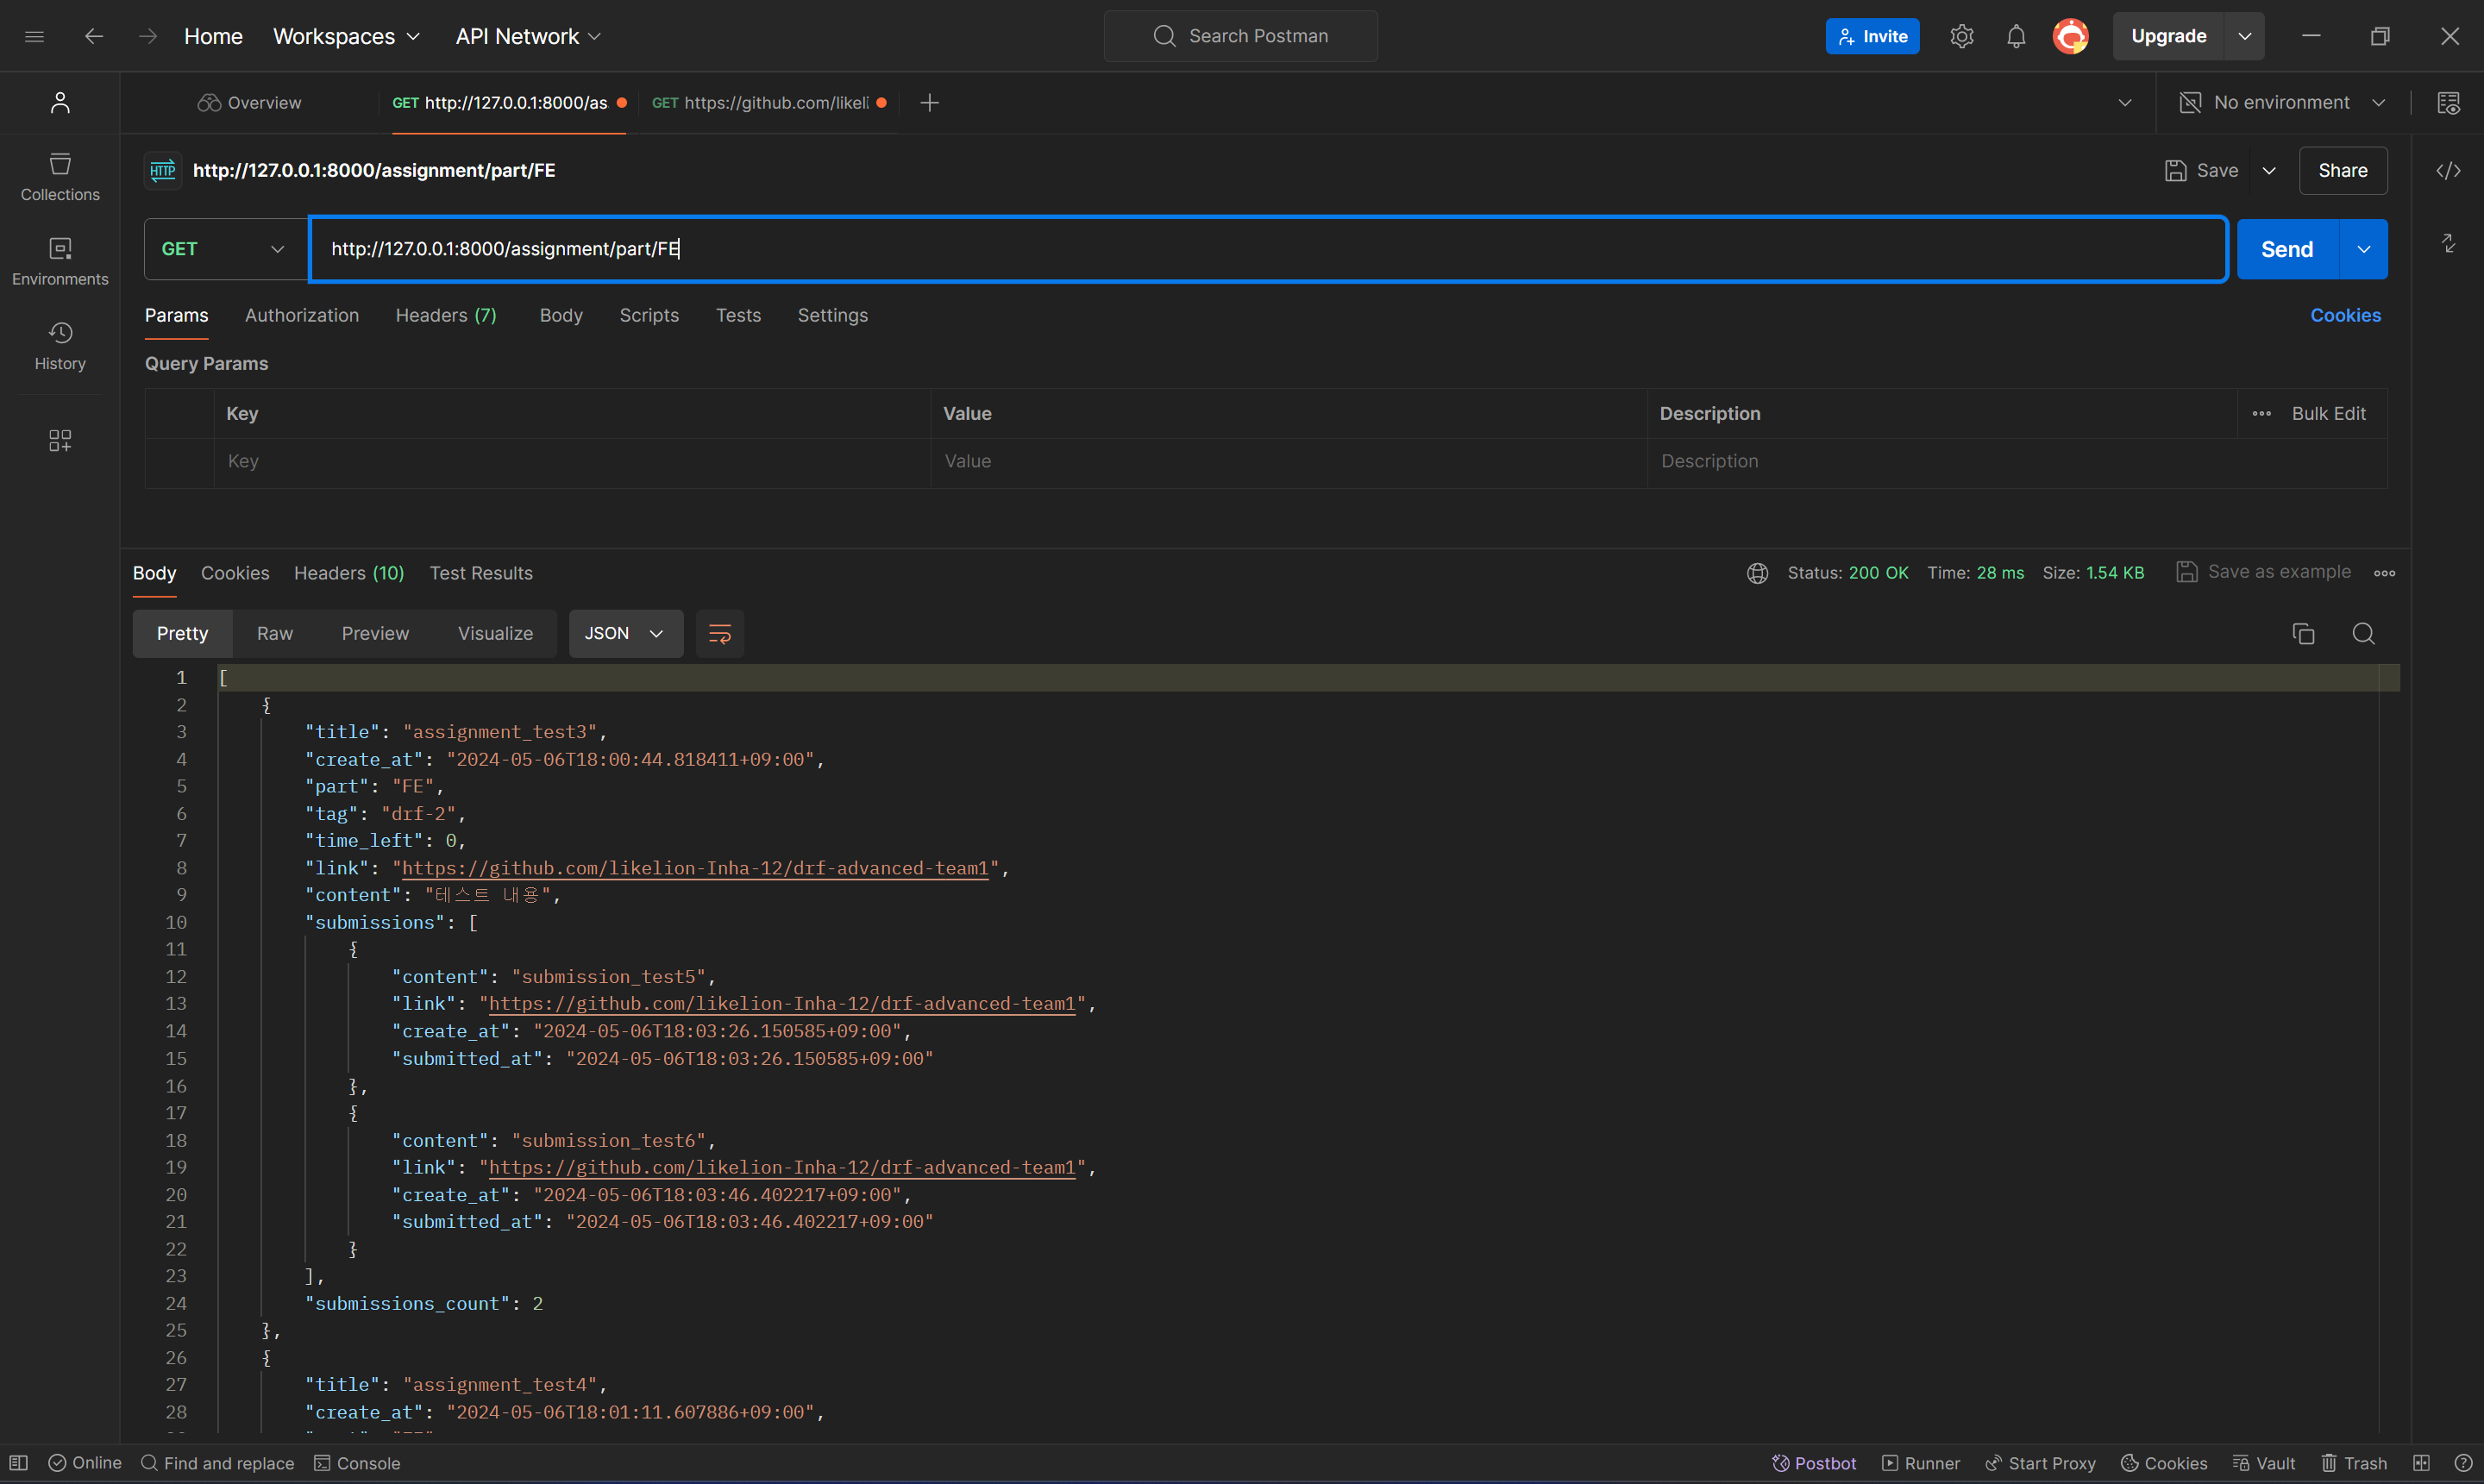 Home Workspaces API Network Search Postman Invite Upgrade
Overview GET http://127.0.0.1:8000/as GET https://github.com/likeli No environment
HTTP http://127.0.0.1:8000/assignment/part/FE Save Share
Collections
GET http://127.0.0.1:8000/assignment/part/FE Send
Environments
Params Authorization Headers (7) Body Scripts Tests Settings Cookies
History
Query Params
Key Value Description Bulk Edit
Key Value Description
Body Cookies Headers (10) Test Results Status: 200 OK Time: 28 ms Size: 1.54 KB Save as example
Pretty Raw Preview Visualize JSON
1 [
2 {
3 "title": "assignment_test3",
4 "create_at": "2024-05-06T18:00:44.818411+09:00",
5 "part": "FE",
6 "tag": "drf-2",
7 "time_left": 0,
8 "link": "https://github.com/likelion-Inha-12/drf-advanced-team1",
9 "content": "테스트 내용",
10 "submissions": [
11 {
12 "content": "submission_test5",
13 "link": "https://github.com/likelion-Inha-12/drf-advanced-team1",
14 "create_at": "2024-05-06T18:03:26.150585+09:00",
15 "submitted_at": "2024-05-06T18:03:26.150585+09:00"
16 },
17 {
18 "content": "submission_test6",
19 "link": "https://github.com/likelion-Inha-12/drf-advanced-team1",
20 "create_at": "2024-05-06T18:03:46.402217+09:00",
21 "submitted_at": "2024-05-06T18:03:46.402217+09:00"
22 }
23 ],
24 "submissions_count": 2
25 },
26 {
27 "title": "assignment_test4",
28 "create_at": "2024-05-06T18:01:11.607886+09:00",
Online Find and replace Console Postbot Runner Start Proxy Cookies Vault Trash